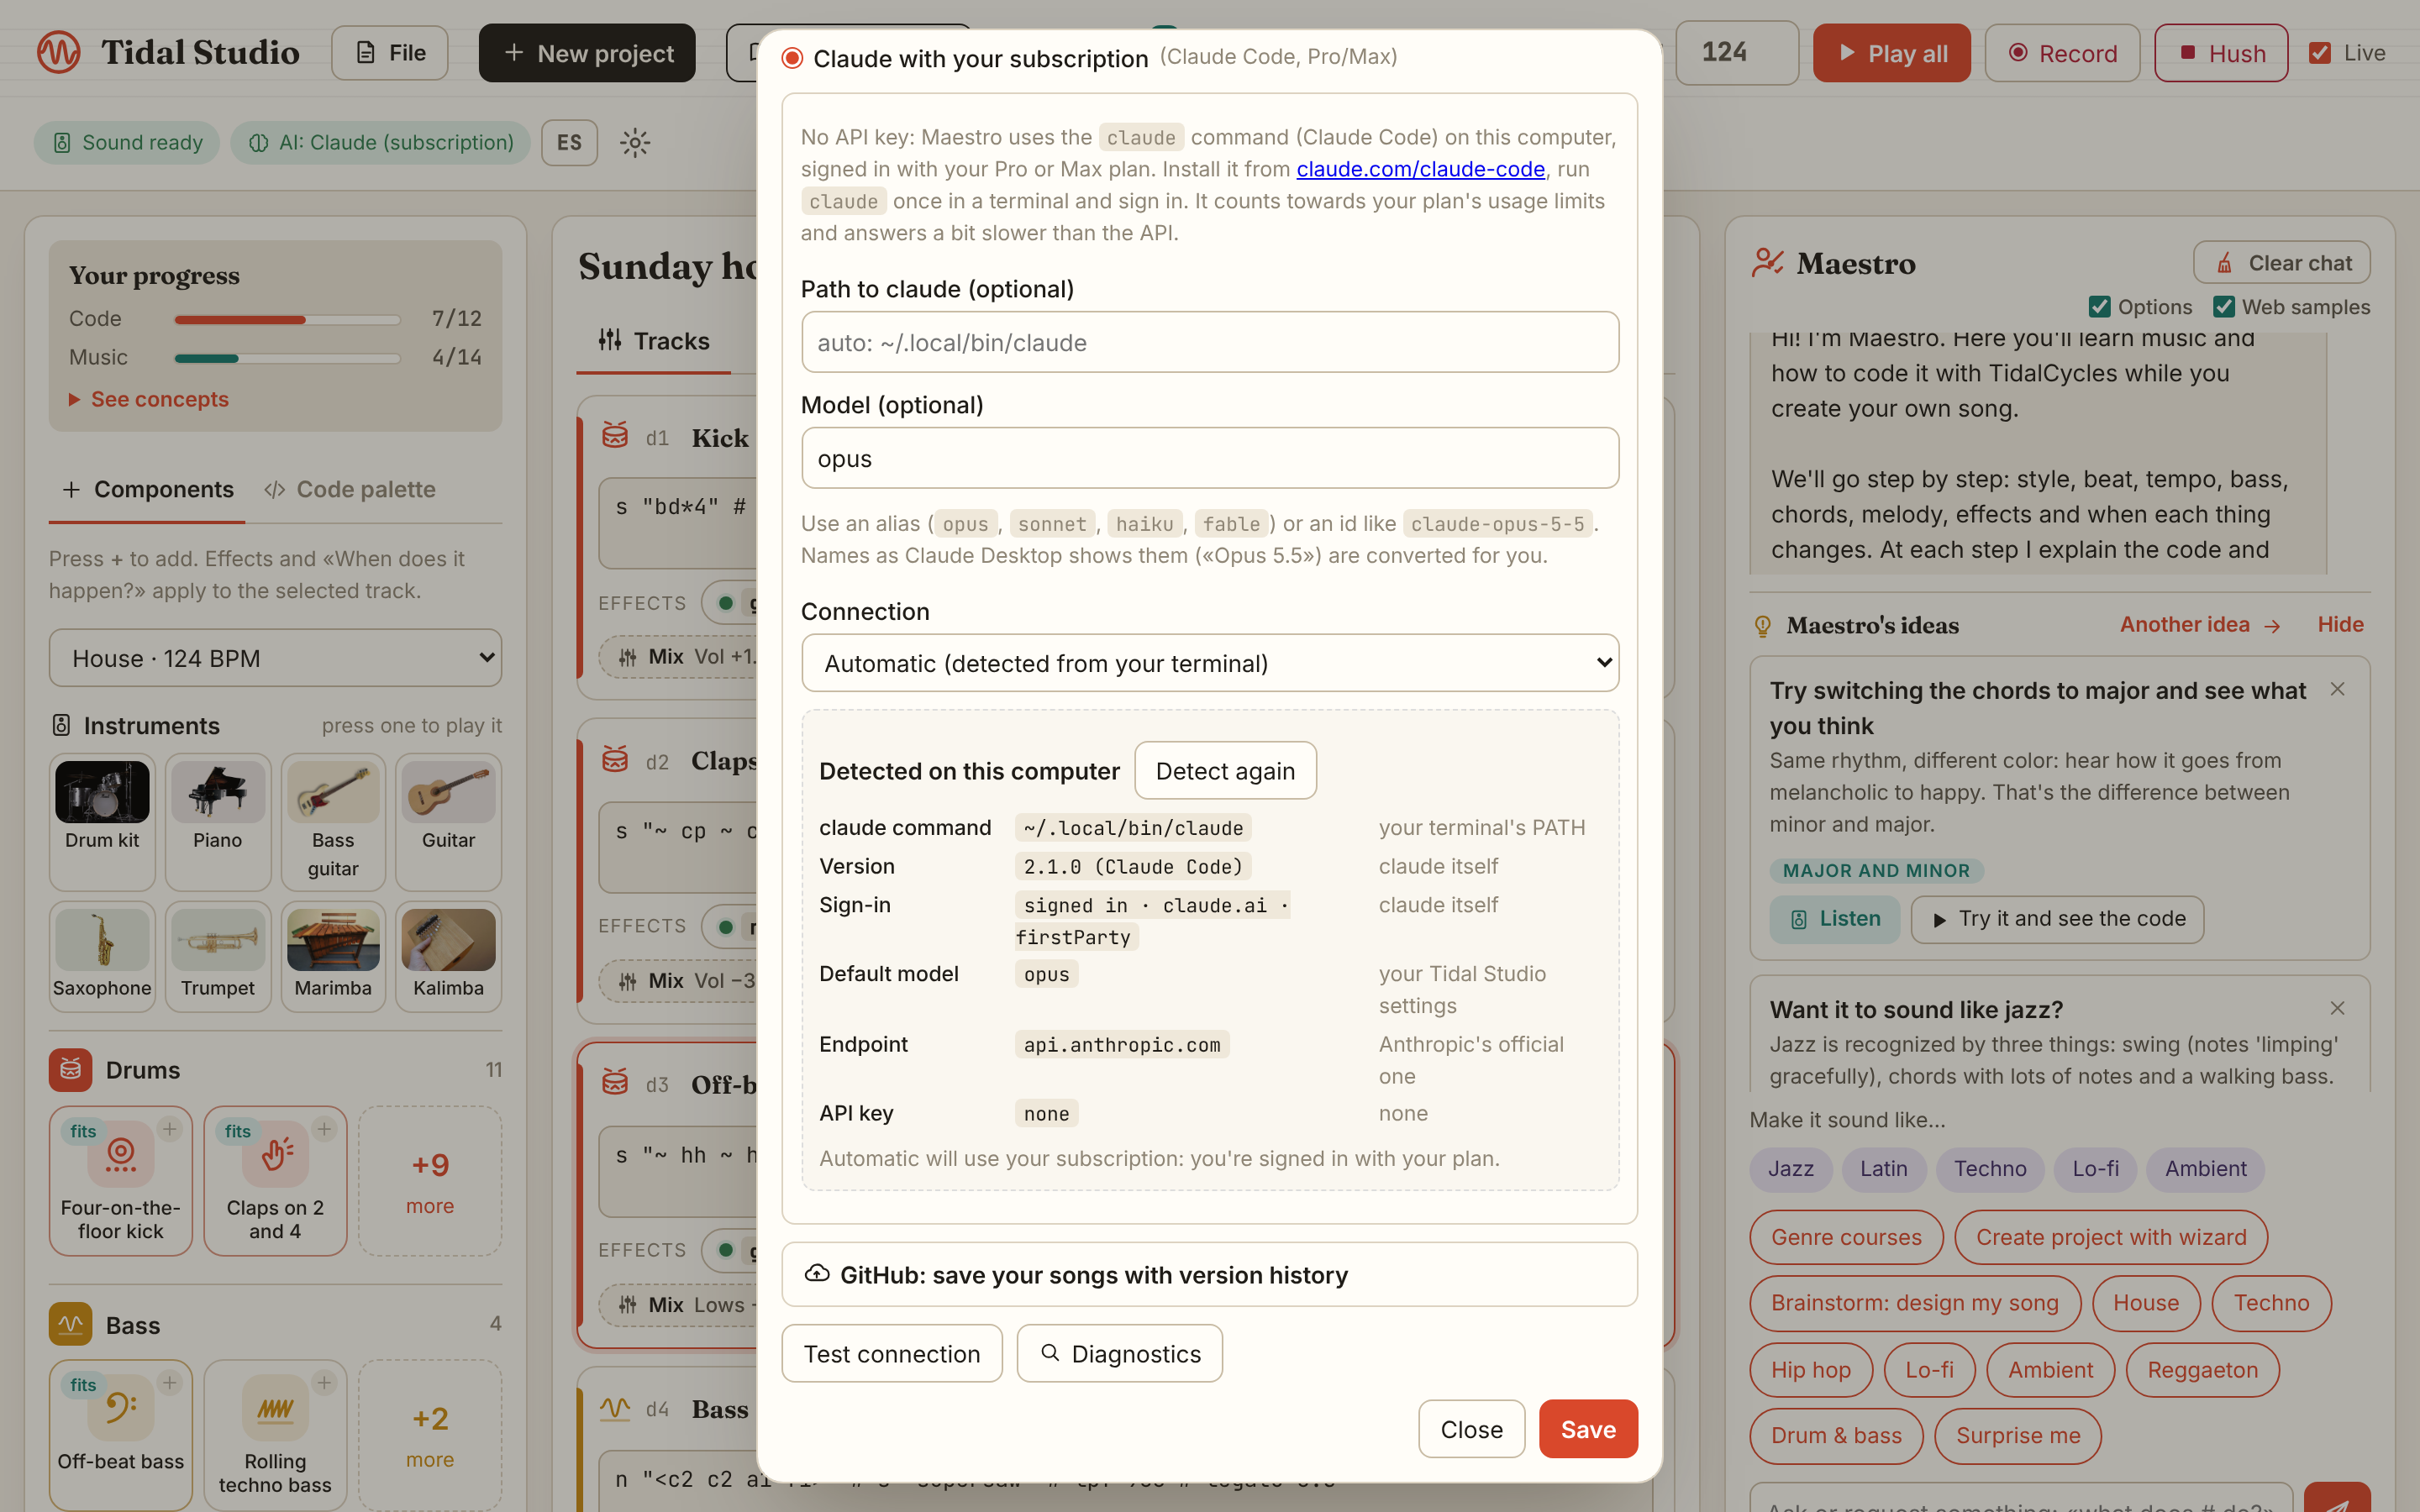 Tidal Studio
File
New project
124
Play all
Record
Hush
Live
Sound ready
AI: Claude (subscription)
ES
Your progress
Code 7/12
Music 4/14
See concepts
Components
Code palette
Press + to add. Effects and «When does it
happen?» apply to the selected track.
House · 124 BPM
Instruments
press one to play it
Drum kit
Piano
Bass
guitar
Guitar
Saxophone
Trumpet
Marimba
Kalimba
Drums
11
fits
Four-on-the-
floor kick
fits
Claps on 2
and 4
+9
more
Bass
4
fits
Off-beat bass
Rolling
techno bass
+2
more
Tracks
d1 Kick
s "bd*4" #
EFFECTS
Mix
d2
s "~ cp ~
EFFECTS
Mix
d3
s "~ hh ~
EFFECTS
Mix Lows
d4 Bass
Claude with your subscription (Claude Code, Pro/Max)
No API key: Maestro uses the claude command (Claude Code) on this computer,
signed in with your Pro or Max plan. Install it from claude.com/claude-code, run
claude once in a terminal and sign in. It counts towards your plan's usage limits
and answers a bit slower than the API.
Path to claude (optional)
auto: ~/.local/bin/claude
Model (optional)
opus
Use an alias (opus, sonnet, haiku, fable) or an id like claude-opus-5-5.
Names as Claude Desktop shows them («Opus 5.5») are converted for you.
Connection
Automatic (detected from your terminal)
Detected on this computer
Detect again
claude command ~/.local/bin/claude your terminal's PATH
Version 2.1.0 (Claude Code) claude itself
Sign-in signed in · claude.ai · claude itself
firstParty
Default model opus your Tidal Studio
settings
Endpoint api.anthropic.com Anthropic's official
one
API key none none
Automatic will use your subscription: you're signed in with your plan.
GitHub: save your songs with version history
Test connection
Diagnostics
Close
Save
Maestro
Clear chat
Options
Web samples
Hi! I'm Maestro. Here you'll learn music and
how to code it with TidalCycles while you
create your own song.
We'll go step by step: style, beat, tempo, bass,
chords, melody, effects and when each thing
changes. At each step I explain the code and
Maestro's ideas
Another idea →
Hide
Try switching the chords to major and see what
you think
Same rhythm, different color: hear how it goes from
melancholic to happy. That's the difference between
minor and major.
MAJOR AND MINOR
Listen
Try it and see the code
Want it to sound like jazz?
Jazz is recognized by three things: swing (notes 'limping'
gracefully), chords with lots of notes and a walking bass.
Make it sound like...
Jazz
Latin
Techno
Lo-fi
Ambient
Genre courses
Create project with wizard
Brainstorm: design my song
House
Techno
Hip hop
Lo-fi
Ambient
Reggaeton
Drum & bass
Surprise me